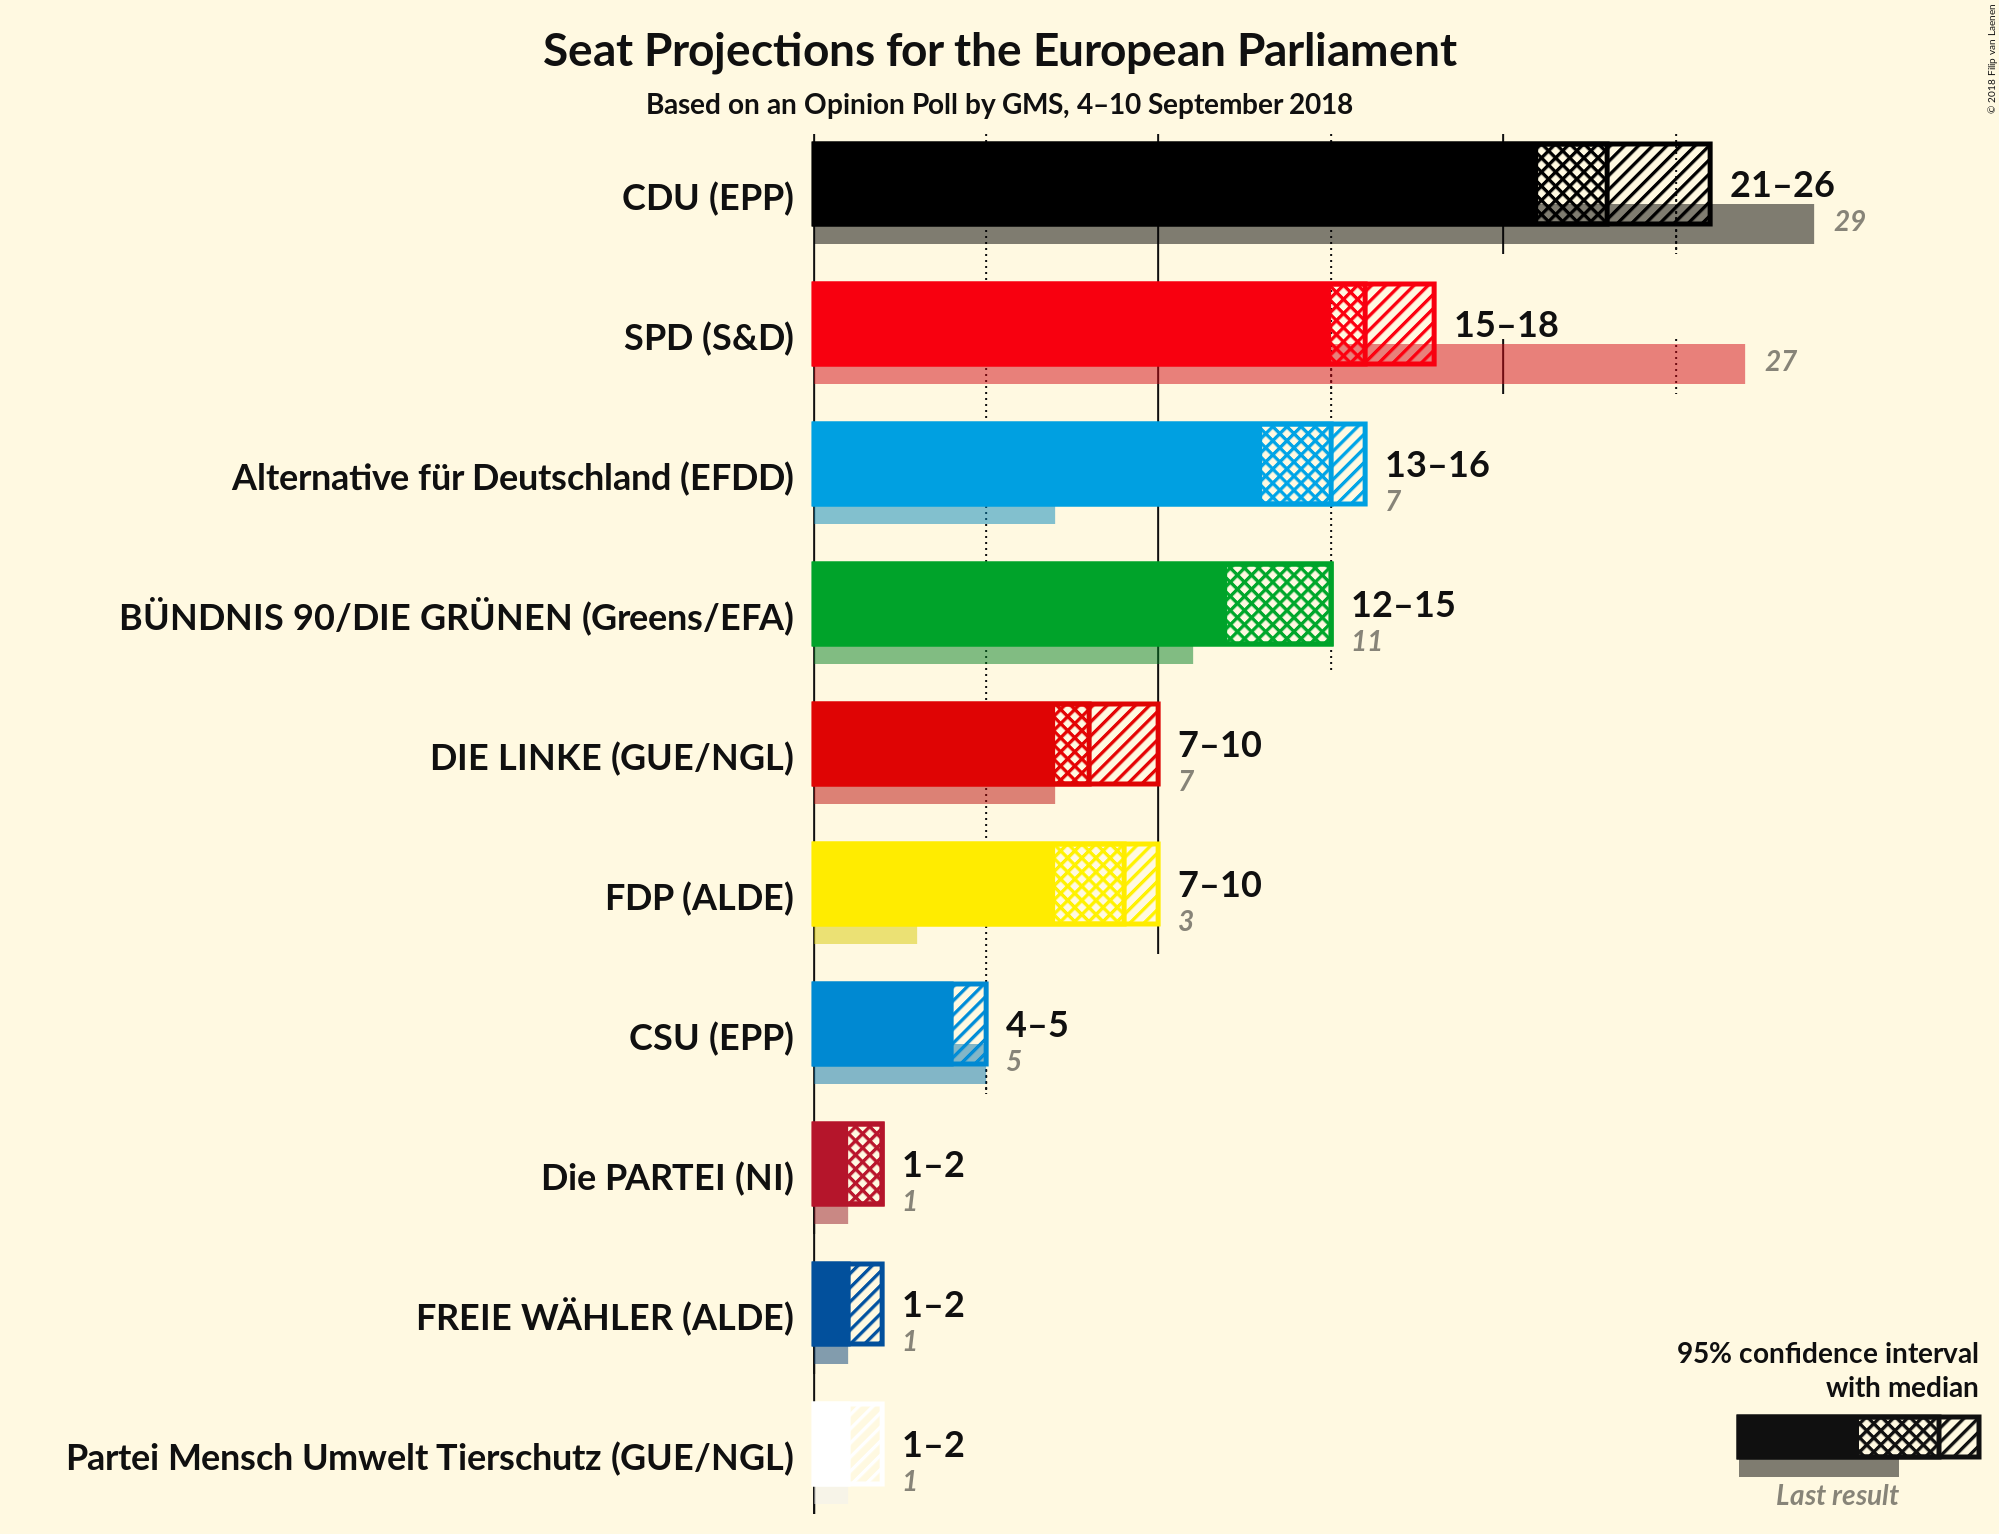 Seat Projections for the European Parliament
Based on an Opinion Poll by GMS, 4–10 September 2018
© 2018 Filip van Laenen
CDU (EPP)
21–26
29
SPD (S&D)
15–18
27
Alternative für Deutschland (EFDD)
13–16
7
BÜNDNIS 90/DIE GRÜNEN (Greens/EFA)
12–15
11
DIE LINKE (GUE/NGL)
7–10
7
FDP (ALDE)
7–10
3
CSU (EPP)
4–5
5
Die PARTEI (NI)
1–2
1
FREIE WÄHLER (ALDE)
1–2
1
Partei Mensch Umwelt Tierschutz (GUE/NGL)
1–2
1
95% confidence interval
with median
Last result